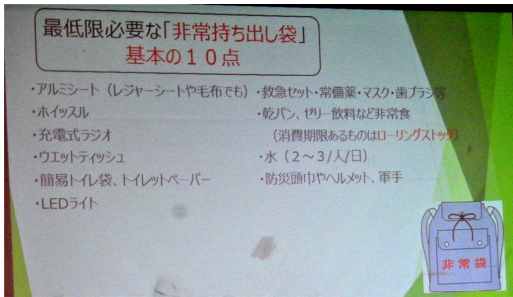 最低限必要な「非常持ち出し袋」
基本の１０点
・アルミシート（レジャーシートや毛布でも）
・ホイッスル
・充電式ラジオ
・ウエットティッシュ
・簡易トイレ袋、トイレットペーパー
・LEDライト
・救急セット・常備薬・マスク・歯ブラシ等
・乾パン、ゼリー飲料など非常食
（消費期限あるものはローリングストック）
・水（２～３/人/日）
・防災頭巾やヘルメット、軍手
非常袋